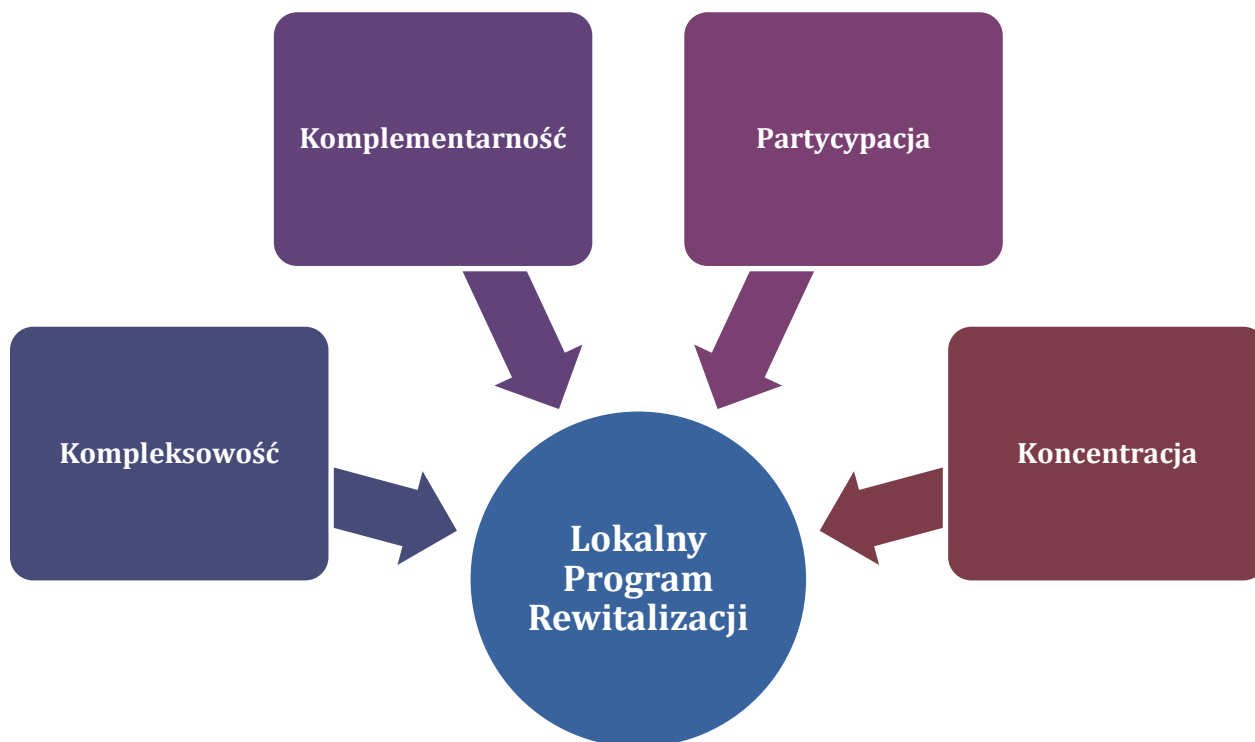 Komplementarność
Partycypacja
Kompleksowość
Koncentracja
Lokalny
Program
Rewitalizacji